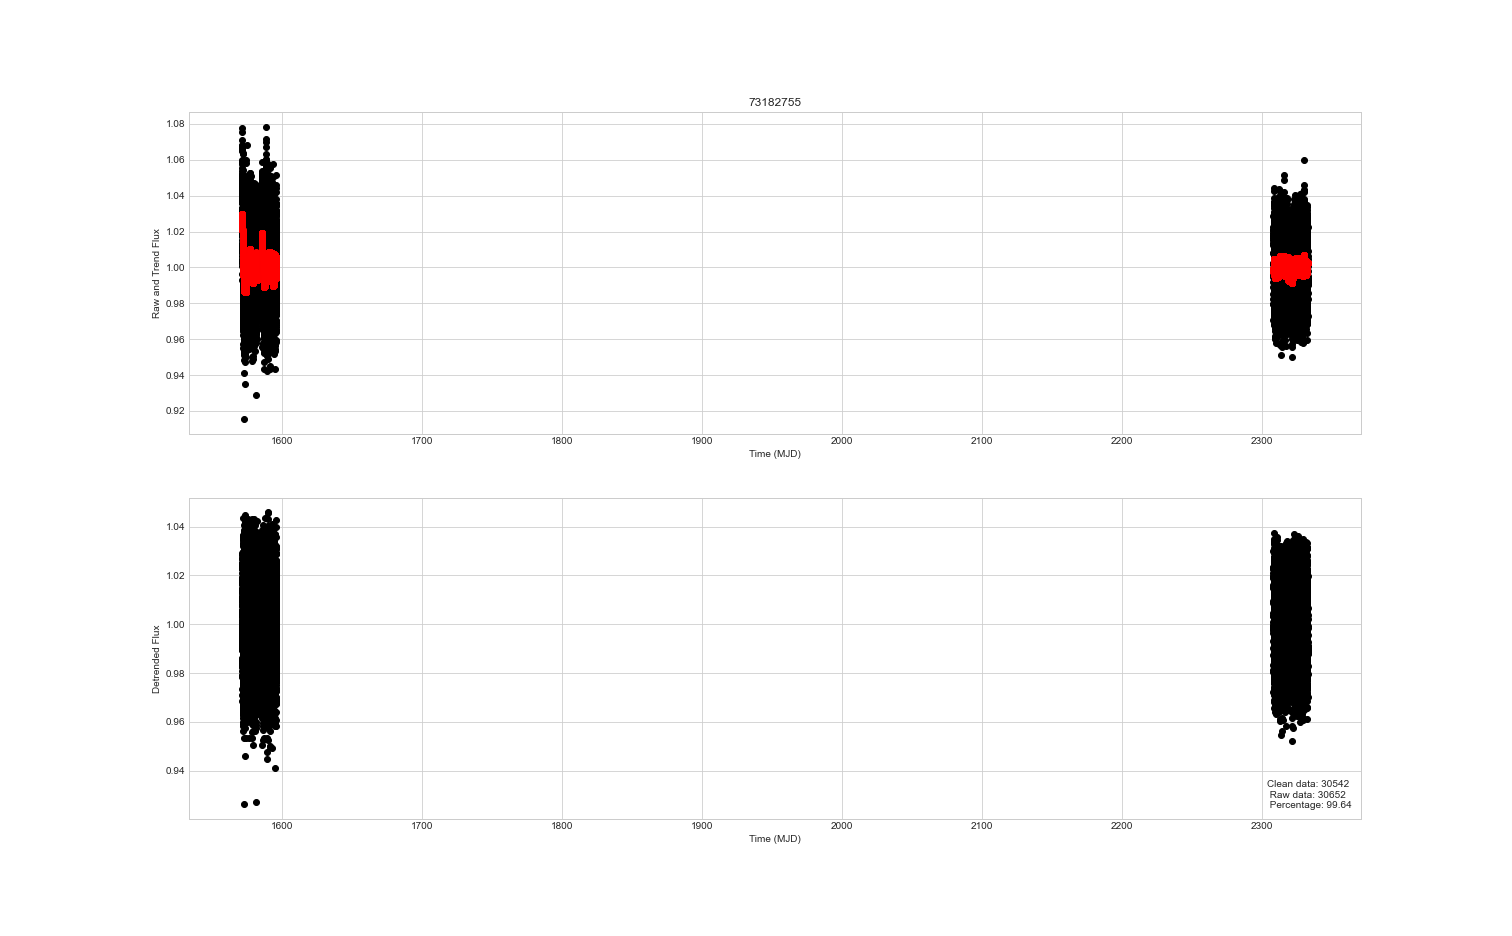 73182755
1.08
1.06
1.04
1.02
1.00
0.98
0.96
0.94
0.92
Raw and Trend Flux
1600 1700 1800 1900 2000 2100 2200 2300
Time (MJD)
1.04
1.02
1.00
0.98
0.96
0.94
Detrended Flux
Clean data: 30542
Raw data: 30652
Percentage: 99.64
1600 1700 1800 1900 2000 2100 2200 2300
Time (MJD)